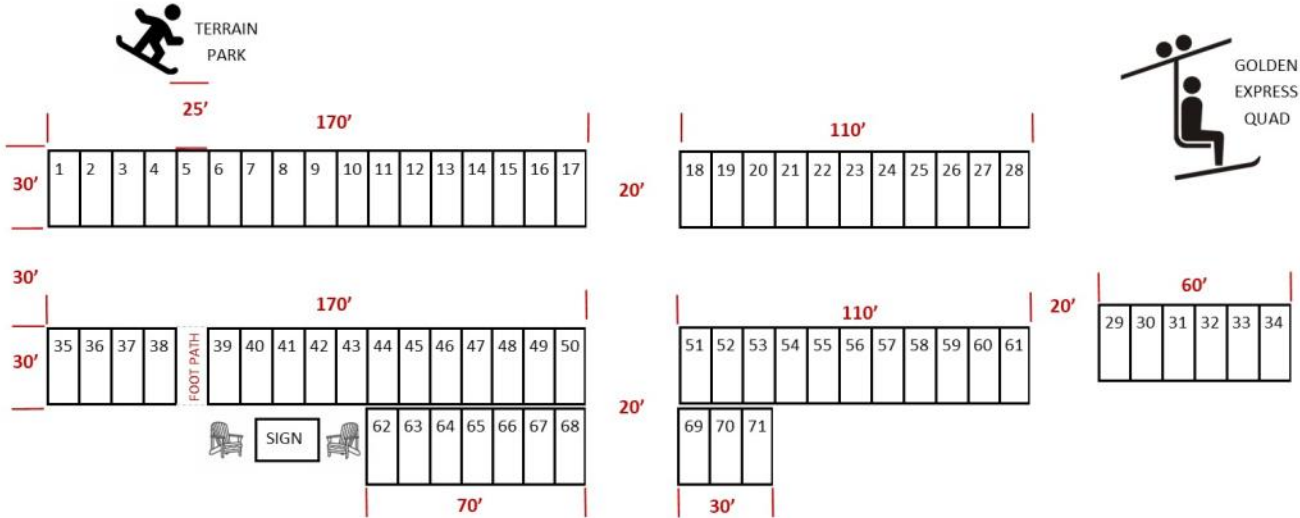 TERRAIN
PARK
GOLDEN
EXPRESS
QUAD
25’
170’
110’
30’
1 2 3 4 5 6 7 8 9 10 11 12 13 14 15 16 17
20’
18 19 20 21 22 23 24 25 26 27 28
30’
170’
110’
20’
60’
29 30 31 32 33 34
30’
35 36 37 38
FOOT PATH
39 40 41 42 43 44 45 46 47 48 49 50
51 52 53 54 55 56 57 58 59 60 61
20’
SIGN
62 63 64 65 66 67 68
69 70 71
70’
30’